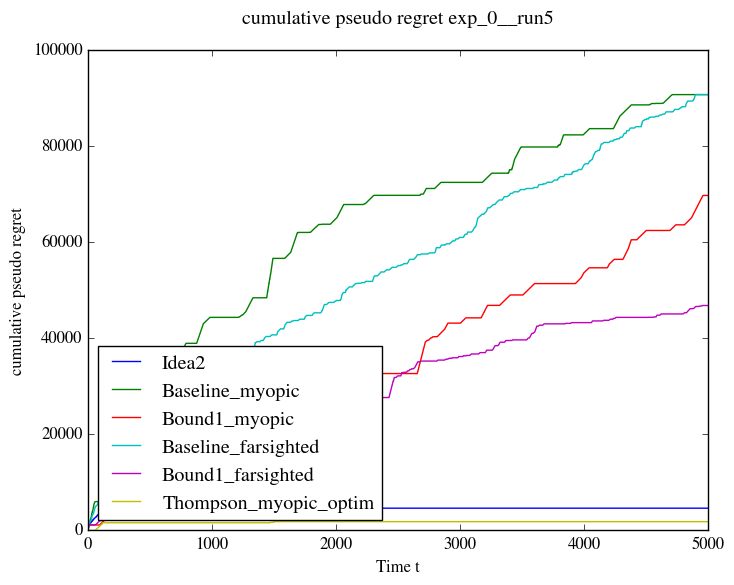 cumulative pseudo regret exp_0__run5
100000
80000
60000
40000
20000
0
cumulative pseudo regret
Idea2
Baseline_myopic
Bound1_myopic
Baseline_farsighted
Bound1_farsighted
Thompson_myopic_optim
0 1000 2000 3000 4000 5000
Time t